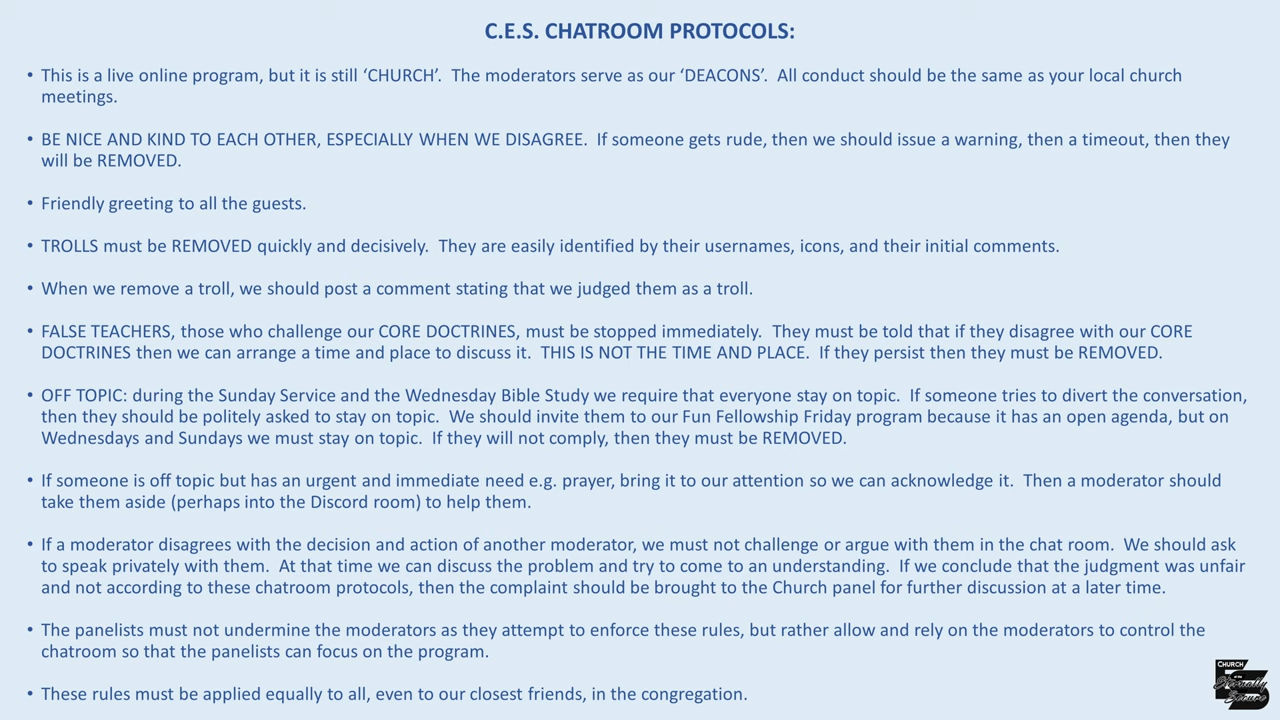 C.E.S. CHATROOM PROTOCOLS:
• This is a live online program, but it is still ‘CHURCH’.  The moderators serve as our ‘DEACONS’.  All conduct should be the same as your local church
meetings.
• BE NICE AND KIND TO EACH OTHER, ESPECIALLY WHEN WE DISAGREE.  If someone gets rude, then we should issue a warning, then a timeout, then they
will be REMOVED.
• Friendly greeting to all the guests.
• TROLLS must be REMOVED quickly and decisively.  They are easily identified by their usernames, icons, and their initial comments.
• When we remove a troll, we should post a comment stating that we judged them as a troll.
• FALSE TEACHERS, those who challenge our CORE DOCTRINES, must be stopped immediately.  They must be told that if they disagree with our CORE
DOCTRINES then we can arrange a time and place to discuss it.  THIS IS NOT THE TIME AND PLACE.  If they persist then they must be REMOVED.
• OFF TOPIC: during the Sunday Service and the Wednesday Bible Study we require that everyone stay on topic.  If someone tries to divert the conversation,
then they should be politely asked to stay on topic.  We should invite them to our Fun Fellowship Friday program because it has an open agenda, but on
Wednesdays and Sundays we must stay on topic.  If they will not comply, then they must be REMOVED.
• If someone is off topic but has an urgent and immediate need e.g. prayer, bring it to our attention so we can acknowledge it.  Then a moderator should
take them aside (perhaps into the Discord room) to help them.
• If a moderator disagrees with the decision and action of another moderator, we must not challenge or argue with them in the chat room.  We should ask
to speak privately with them.  At that time we can discuss the problem and try to come to an understanding.  If we conclude that the judgment was unfair
and not according to these chatroom protocols, then the complaint should be brought to the Church panel for further discussion at a later time.
• The panelists must not undermine the moderators as they attempt to enforce these rules, but rather allow and rely on the moderators to control the
chatroom so that the panelists can focus on the program.
• These rules must be applied equally to all, even to our closest friends, in the congregation.
CHURCH
of the
Eternally
Secure